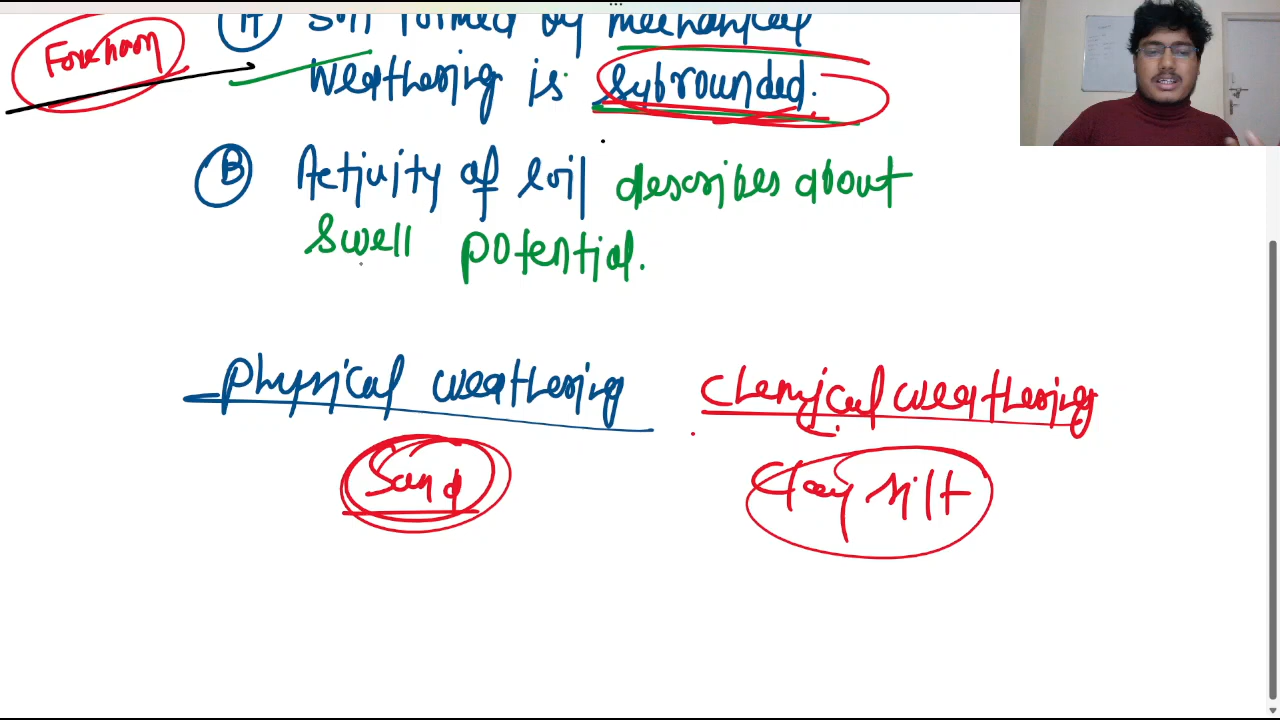 Forenoon
A Soil formed by mechanical
weathering is subrounded.
B Activity of soil describes about
swell potential.
Physical weathering
Chemical weathering
Sand
Clay silt